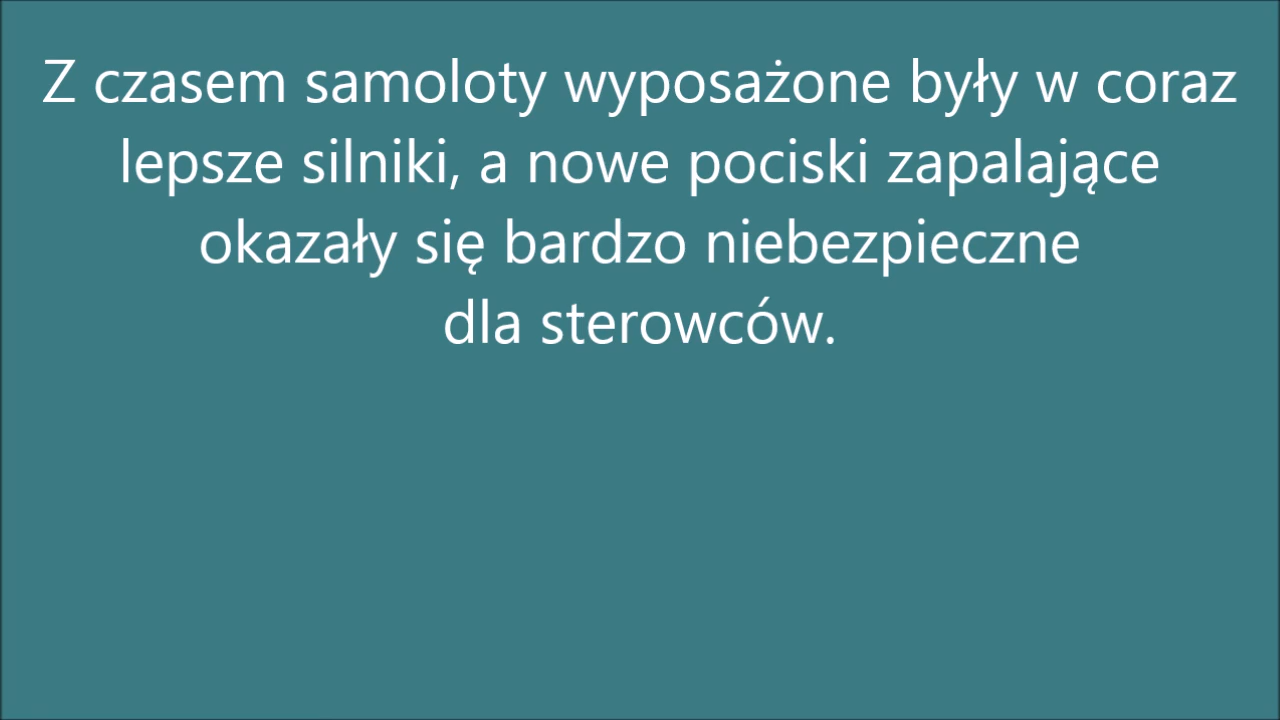 Z czasem samoloty wyposażone były w coraz
lepsze silniki, a nowe pociski zapalające
okazały się bardzo niebezpieczne
dla sterowców.